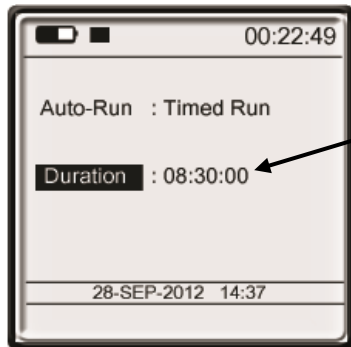 00:22:49
Auto-Run : Timed Run
Duration : 08:30:00
28-SEP-2012 14:37